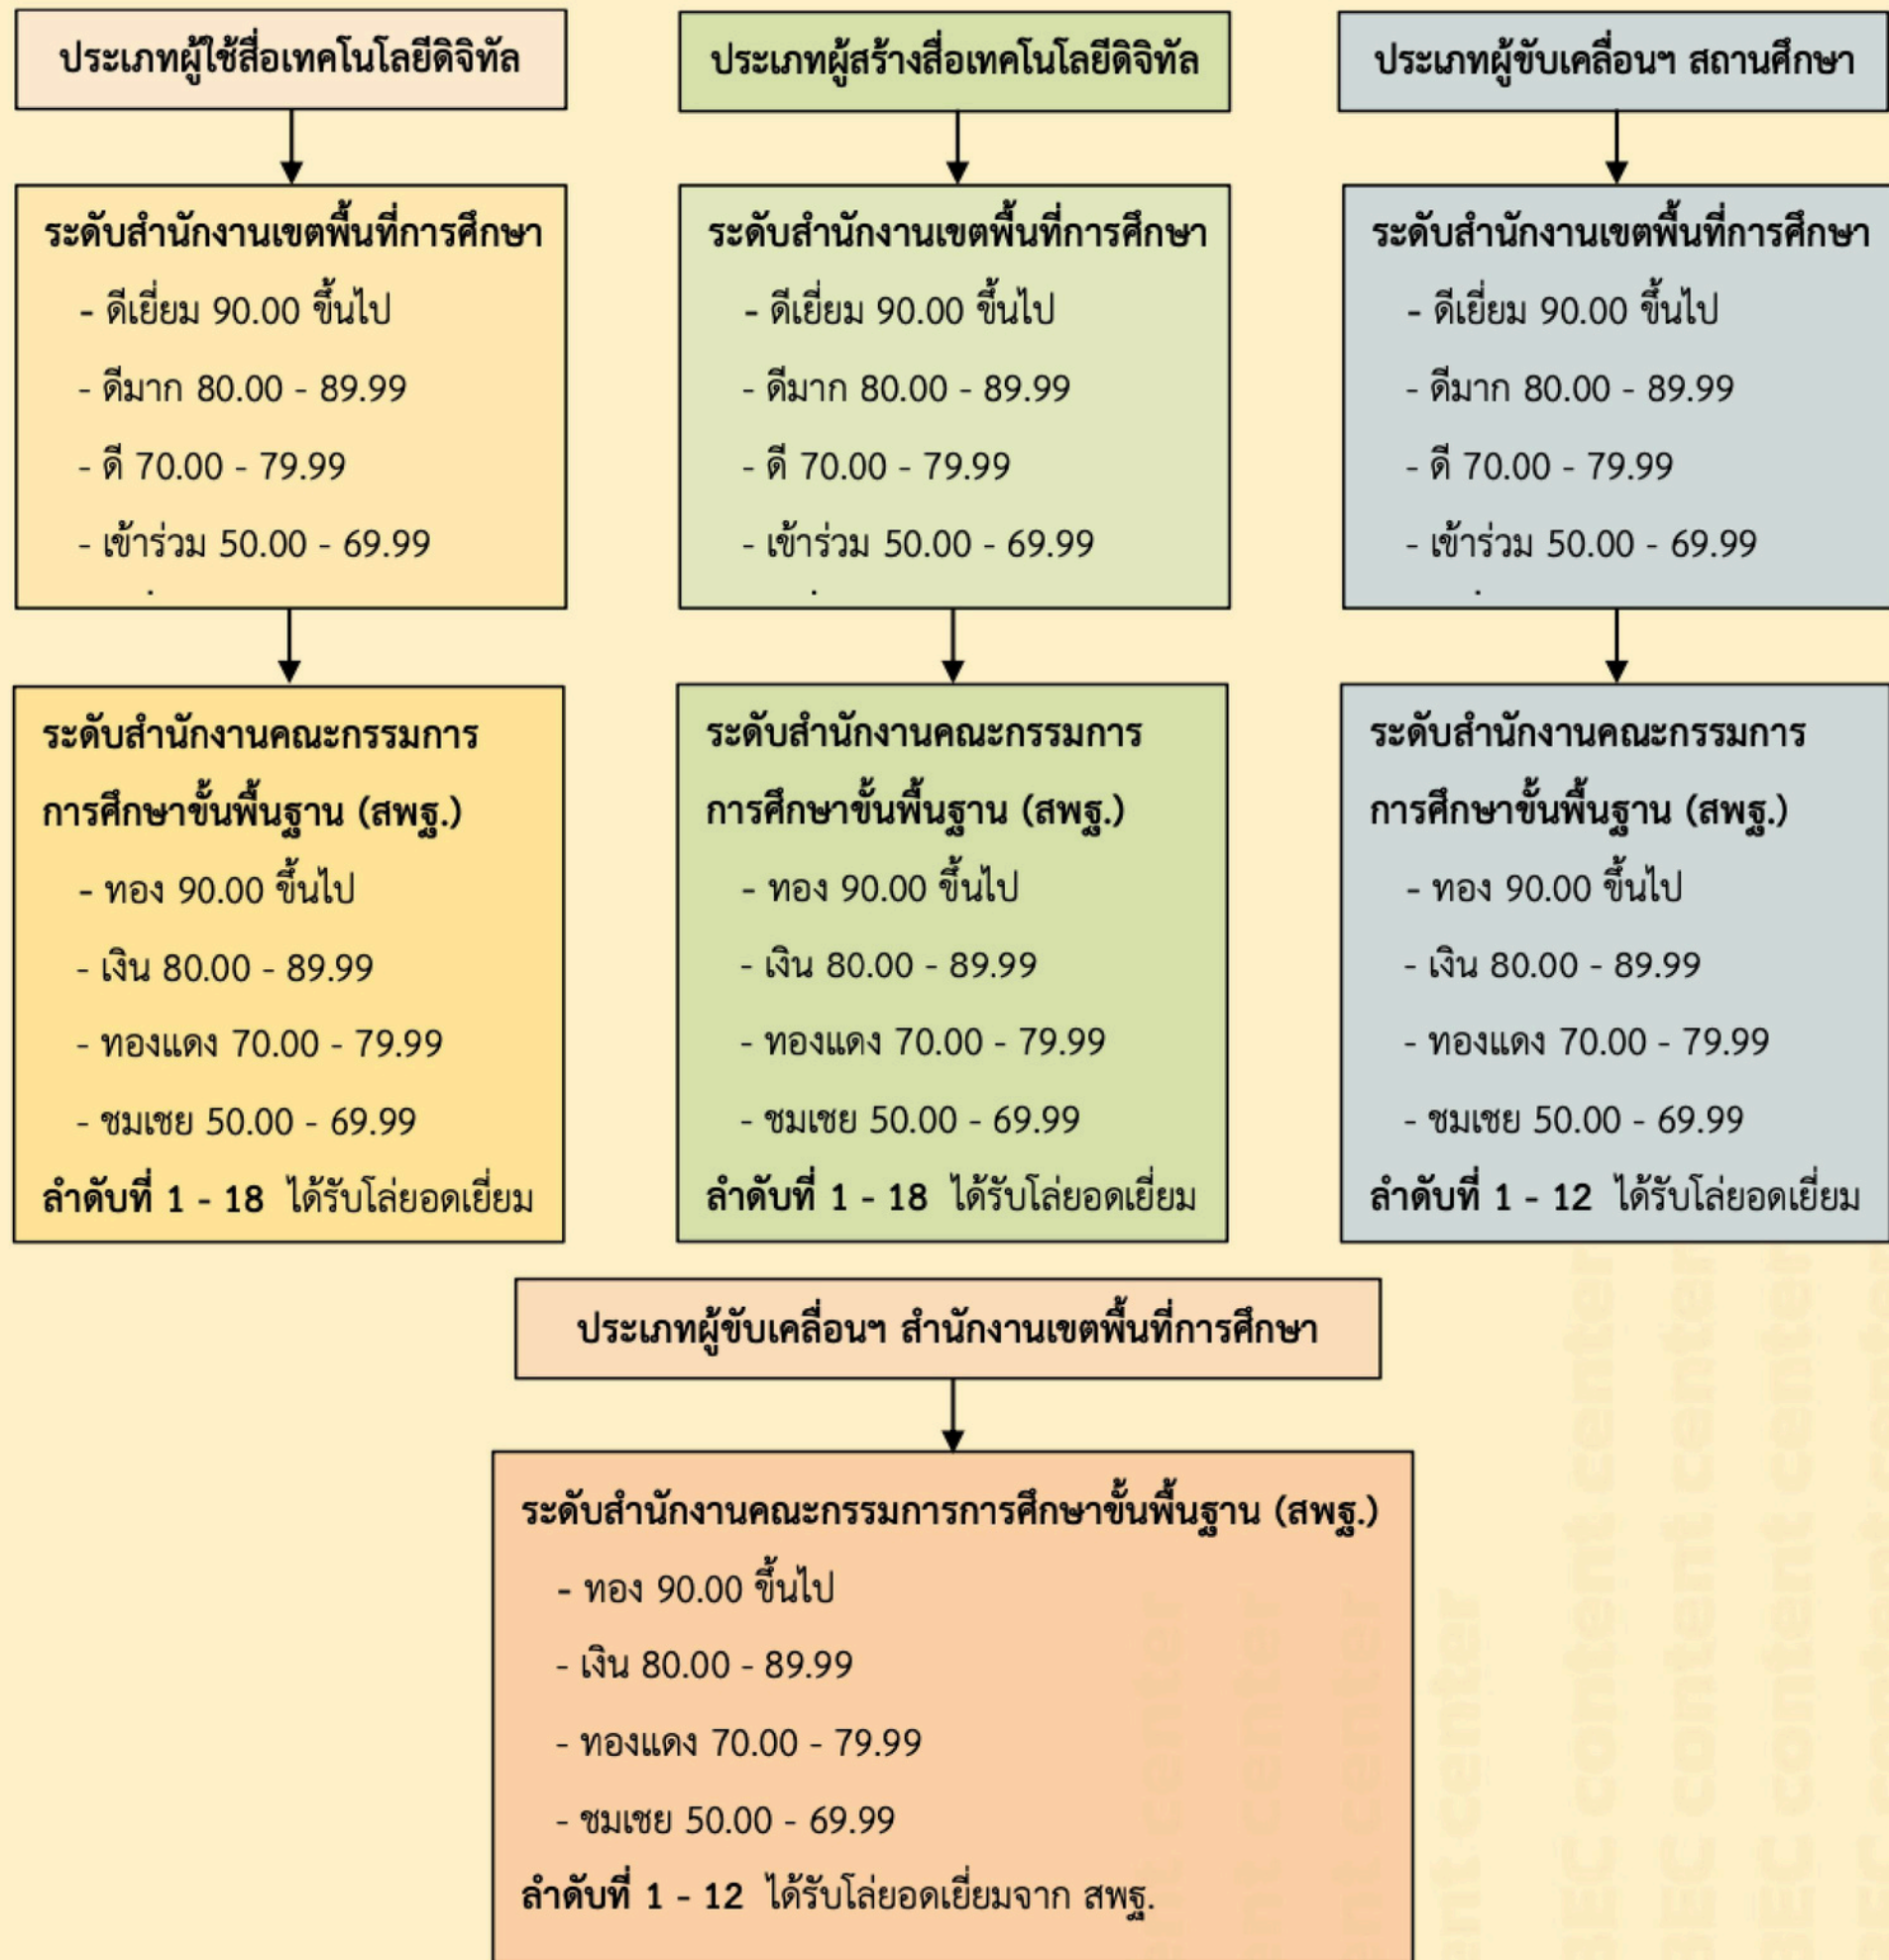 ประเภทผู้ใช้สื่อเทคโนโลยีดิจิทัล
ระดับสำนักงานเขตพื้นที่การศึกษา
- ดีเยี่ยม 90.00 ขึ้นไป
- ดีมาก 80.00 - 89.99
- ดี 70.00 - 79.99
- เข้าร่วม 50.00 - 69.99
ระดับสำนักงานคณะกรรมการ
การศึกษาขั้นพื้นฐาน (สพฐ.)
- ทอง 90.00 ขึ้นไป
- เงิน 80.00 - 89.99
- ทองแดง 70.00 - 79.99
- ชมเชย 50.00 - 69.99
ลำดับที่ 1 - 18 ได้รับโล่ยอดเยี่ยม
ประเภทผู้สร้างสื่อเทคโนโลยีดิจิทัล
ระดับสำนักงานเขตพื้นที่การศึกษา
- ดีเยี่ยม 90.00 ขึ้นไป
- ดีมาก 80.00 - 89.99
- ดี 70.00 - 79.99
- เข้าร่วม 50.00 - 69.99
ระดับสำนักงานคณะกรรมการ
การศึกษาขั้นพื้นฐาน (สพฐ.)
- ทอง 90.00 ขึ้นไป
- เงิน 80.00 - 89.99
- ทองแดง 70.00 - 79.99
- ชมเชย 50.00 - 69.99
ลำดับที่ 1 - 18 ได้รับโล่ยอดเยี่ยม
ประเภทผู้ขับเคลื่อนฯ สถานศึกษา
ระดับสำนักงานเขตพื้นที่การศึกษา
- ดีเยี่ยม 90.00 ขึ้นไป
- ดีมาก 80.00 - 89.99
- ดี 70.00 - 79.99
- เข้าร่วม 50.00 - 69.99
ระดับสำนักงานคณะกรรมการ
การศึกษาขั้นพื้นฐาน (สพฐ.)
- ทอง 90.00 ขึ้นไป
- เงิน 80.00 - 89.99
- ทองแดง 70.00 - 79.99
- ชมเชย 50.00 - 69.99
ลำดับที่ 1 - 12 ได้รับโล่ยอดเยี่ยม
ประเภทผู้ขับเคลื่อนฯ สำนักงานเขตพื้นที่การศึกษา
ระดับสำนักงานคณะกรรมการการศึกษาขั้นพื้นฐาน (สพฐ.)
- ทอง 90.00 ขึ้นไป
- เงิน 80.00 - 89.99
- ทองแดง 70.00 - 79.99
- ชมเชย 50.00 - 69.99
ลำดับที่ 1 - 12 ได้รับโล่ยอดเยี่ยมจาก สพฐ.
content center
content center
content center